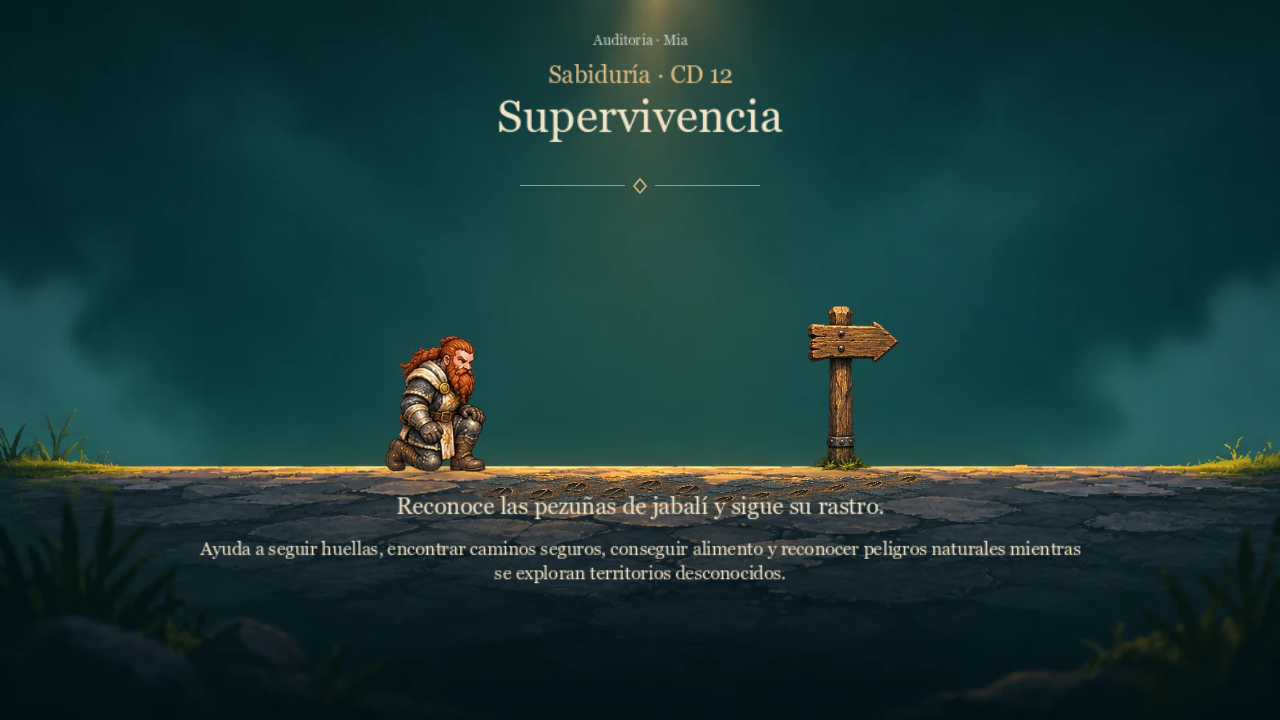 Auditoría · Mia
Sabiduría · CD 12
Supervivencia
Reconoce las pezuñas de jabalí y sigue su rastro.
Ayuda a seguir huellas, encontrar caminos seguros, conseguir alimento y reconocer peligros naturales mientras
se exploran territorios desconocidos.